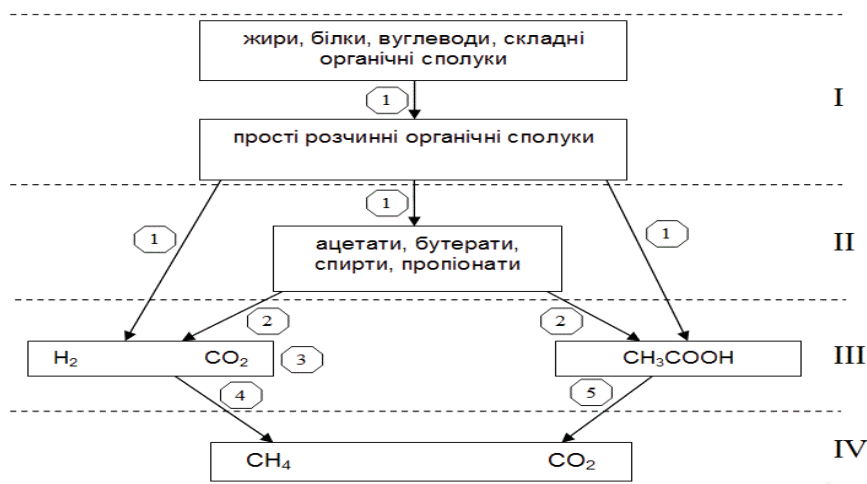 жири, білки, вуглеводи, складні
органічні сполуки
1
I
прості розчинні органічні сполуки
1
1
1
II
ацетати, бутерати,
спирти, пропіонати
2
2
H₂ CO₂
3
CH₃COOH
III
4
5
CH₄ CO₂
IV